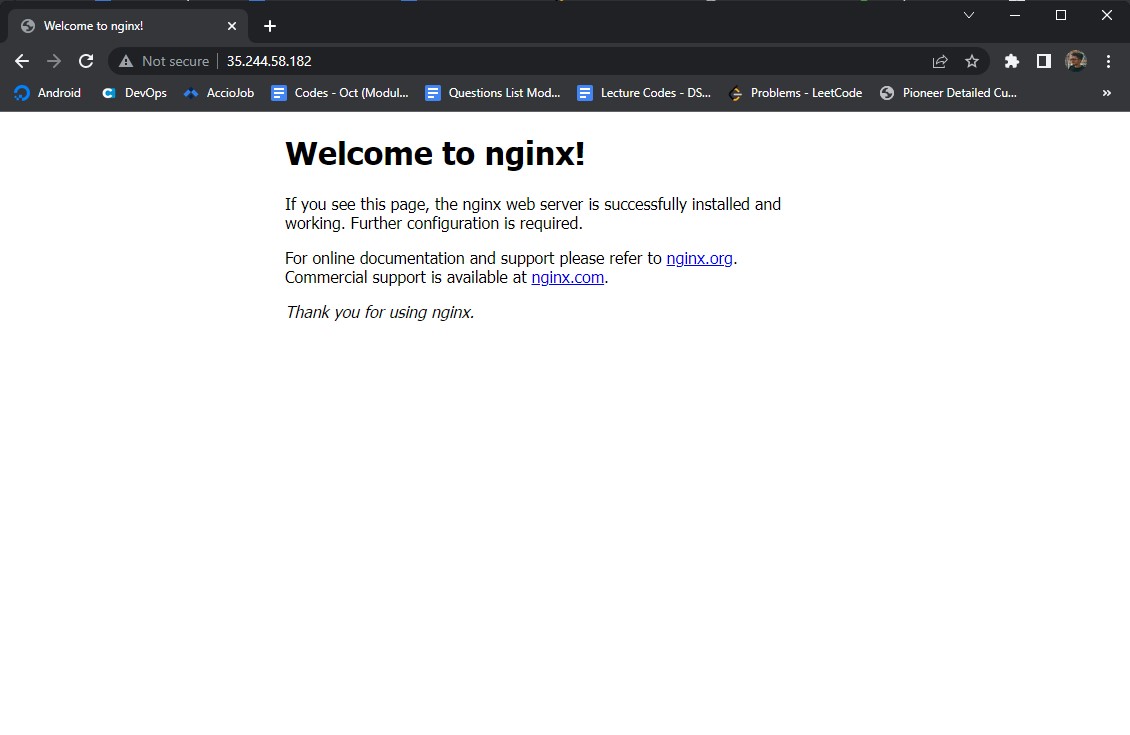 Welcome to nginx!
Not secure
35.244.58.182
Android
DevOps
AccioJob
Codes - Oct (Modul...
Questions List Mod...
Lecture Codes - DS...
Problems - LeetCode
Pioneer Detailed Cu...
»
Welcome to nginx!
If you see this page, the nginx web server is successfully installed and
working. Further configuration is required.
For online documentation and support please refer to nginx.org.
Commercial support is available at nginx.com.
Thank you for using nginx.